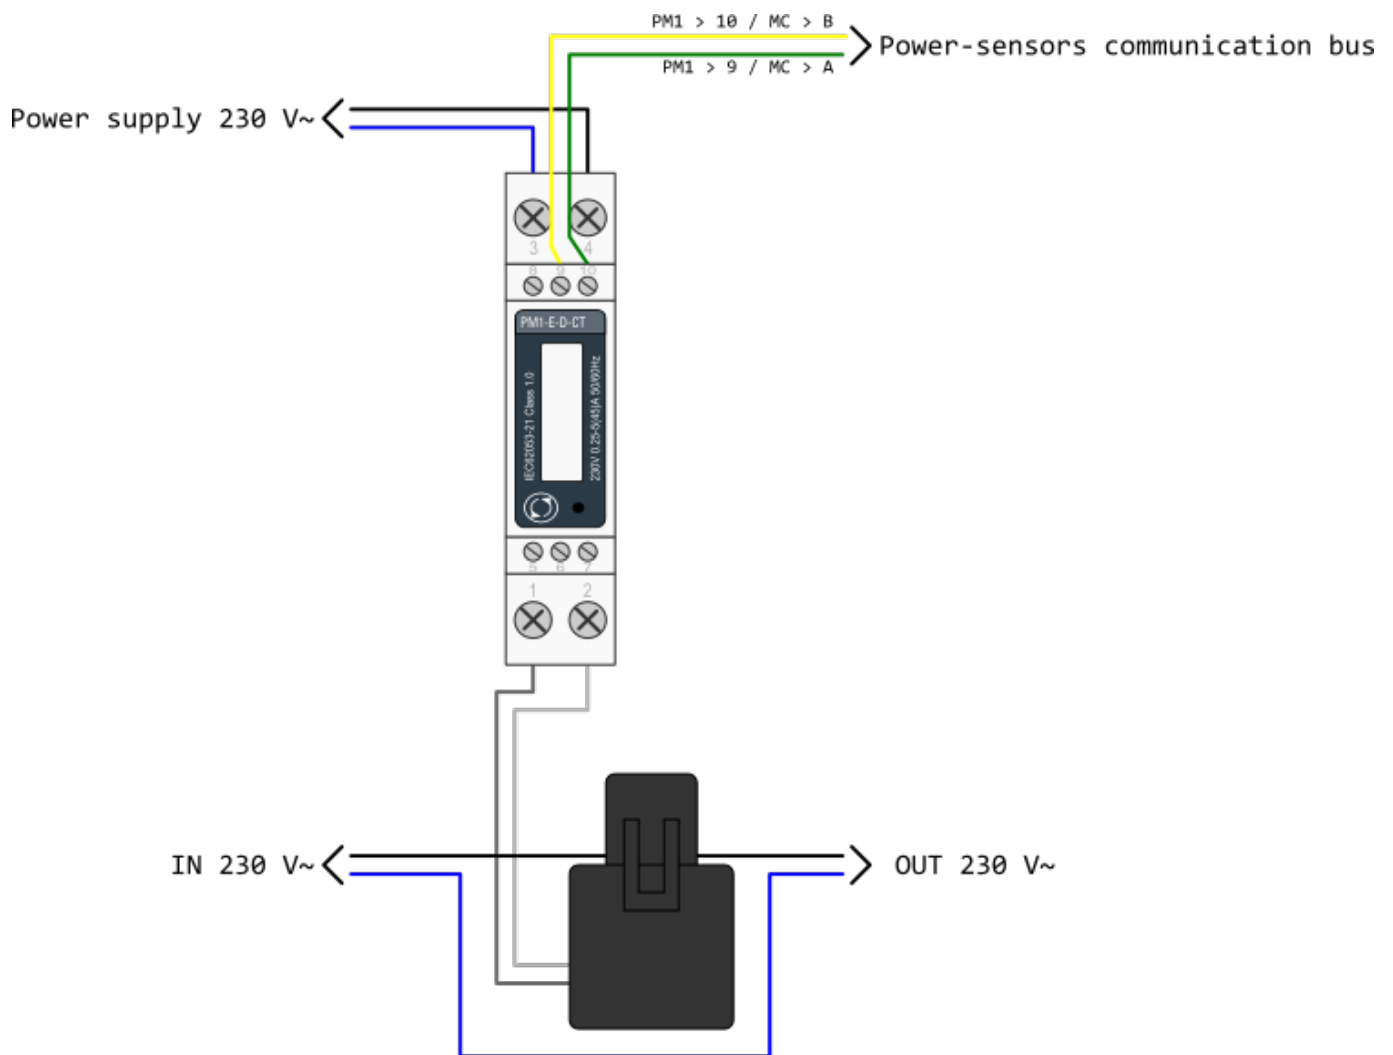 PM1 > 10 / MC > B
Power-sensors communication bus
PM1 > 9 / MC > A
Power supply 230 V~
3
4
8 9 10
PM1-E-D-CT
IEC62053-21 Class 1.0
230V 0.25-5(45)A 50/60Hz
5 6 7
1
2
IN 230 V~
OUT 230 V~